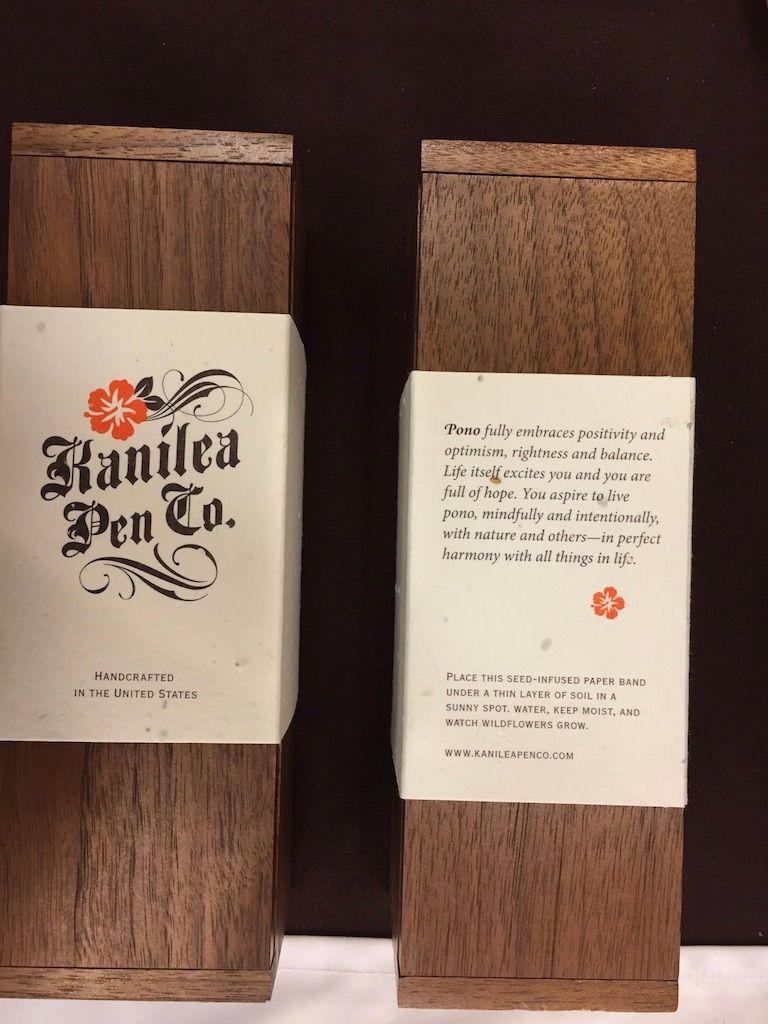 Kanilea
Pen Co.
Handcrafted
in the United States
Pono fully embraces positivity and
optimism, rightness and balance.
Life itself excites you and you are
full of hope. You aspire to live
pono, mindfully and intentionally,
with nature and others—in perfect
harmony with all things in life.
Place this seed-infused paper band
under a thin layer of soil in a
sunny spot. Water, keep moist, and
watch wildflowers grow.
www.kanileapenco.com